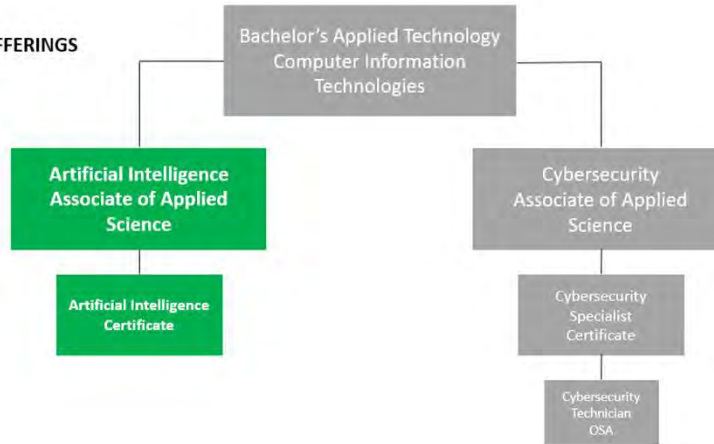 Bachelor's Applied Technology
Computer Information
Technologies
Artificial Intelligence
Associate of Applied
Science
Cybersecurity
Associate of Applied
Science
Artificial Intelligence
Certificate
Cybersecurity
Specialist
Certificate
Cybersecurity
Technician
OSA